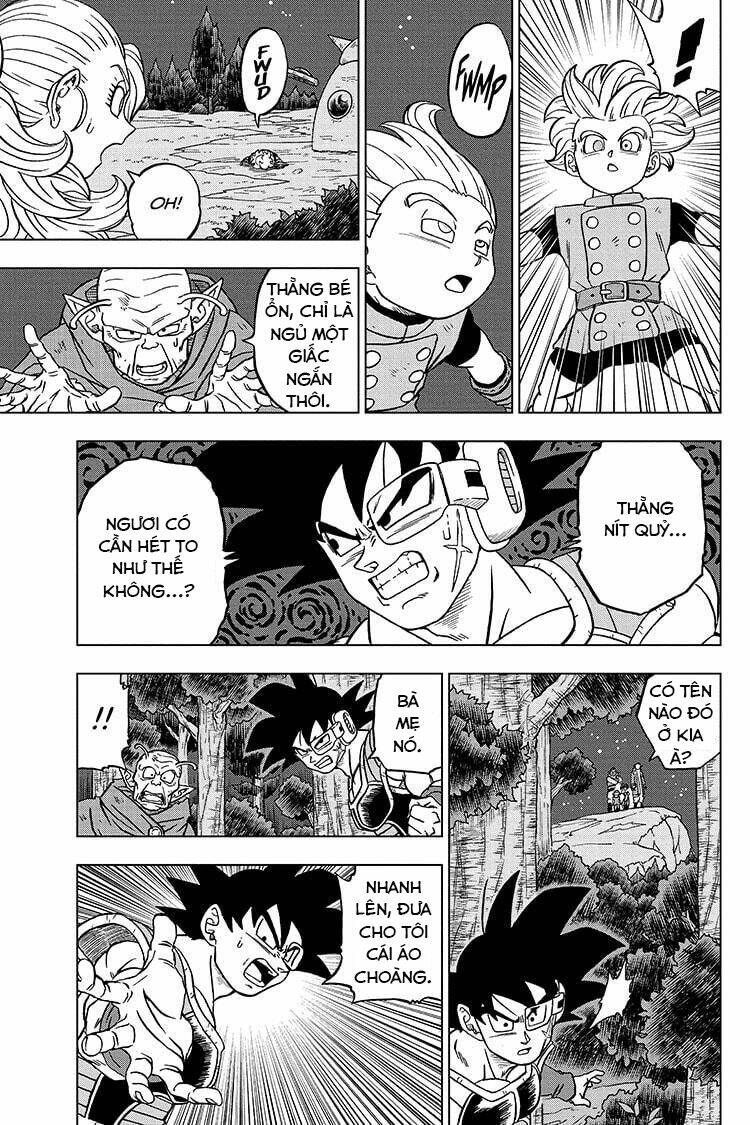 !
FWMP
FWUD
OH!
THẰNG BÉ
ỔN, CHỈ LÀ
NGỦ MỘT
GIẤC
NGẮN
THÔI.
THẰNG
NÍT QUỶ...
NGƯƠI CÓ
CẦN HÉT TO
NHƯ THẾ
KHÔNG...?
CÓ TÊN
NÀO ĐÓ
Ở KIA
À?
BÀ
MẸ
NÓ.
!!
NHANH
LÊN, ĐƯA
CHO TÔI
CÁI ÁO
CHOÀNG.